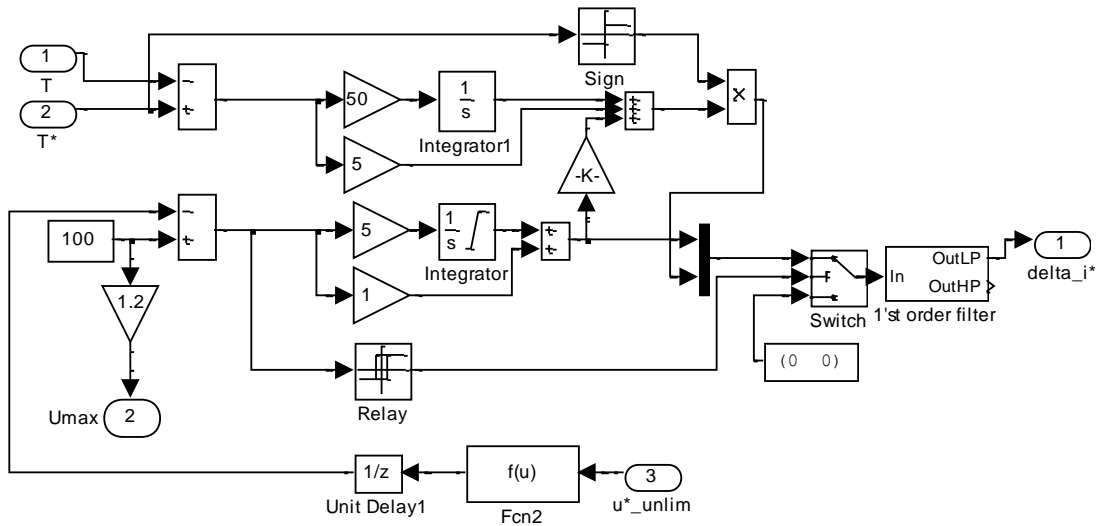 1
T
2
T*
-
+
50
1
s
Integrator1
5
+
+
+
Sign
x
-K-
100
-
+
1.2
Umax
2
5
1
s
Integrator
1
+
+
Relay
Switch
In
OutLP
OutHP
1'st order filter
1
delta_i*
(0 0)
1/z
Unit Delay1
f(u)
Fcn2
3
u*_unlim